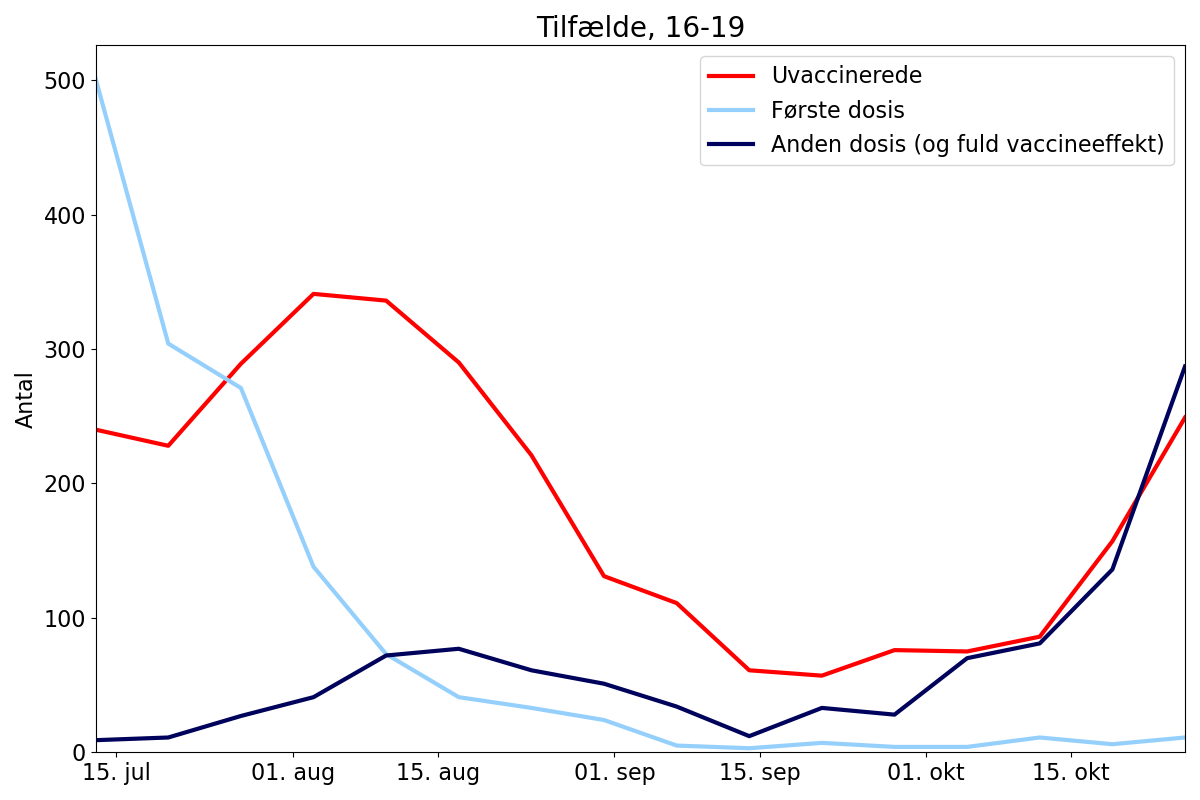 Tilfælde, 16-19
Uvaccinerede
Første dosis
Anden dosis (og fuld vaccineeffekt)
Antal
500
400
300
200
100
0
15. jul 01. aug 15. aug 01. sep 15. sep 01. okt 15. okt